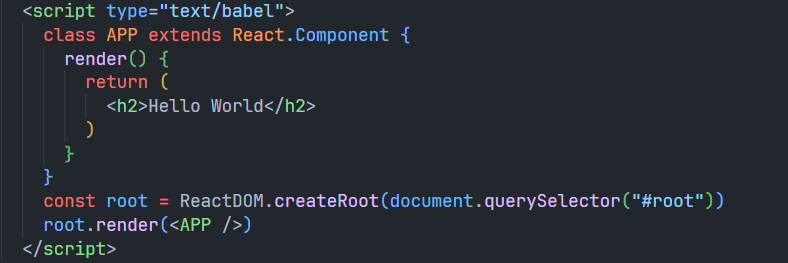 <script type="text/babel">
class APP extends React.Component {
render() {
return (
<h2>Hello World</h2>
)
}
}
const root = ReactDOM.createRoot(document.querySelector("#root"))
root.render(<APP />)
</script>